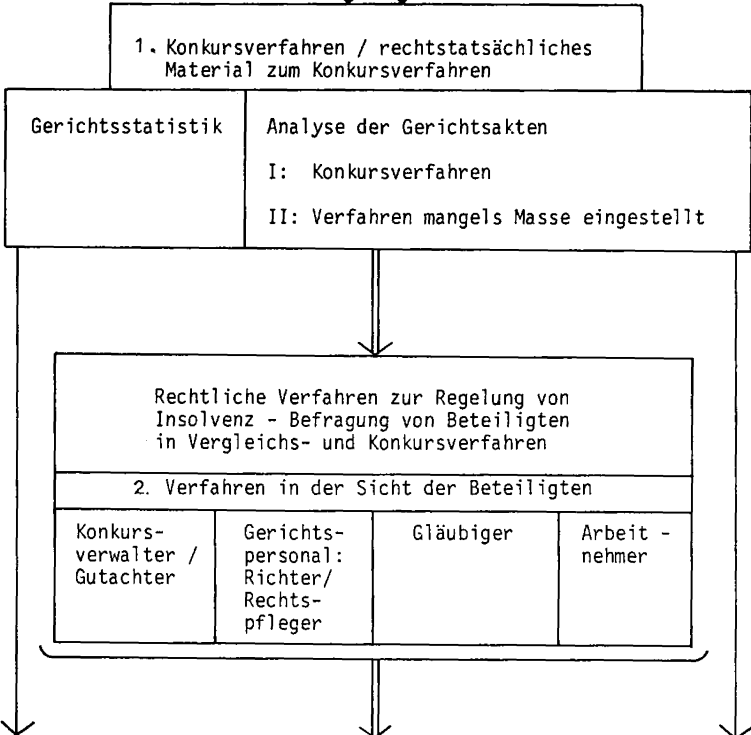 1. Konkursverfahren / rechtstatsächliches
Material zum Konkursverfahren
Gerichtsstatistik
Analyse der Gerichtsakten
I: Konkursverfahren
II: Verfahren mangels Masse eingestellt
Rechtliche Verfahren zur Regelung von
Insolvenz - Befragung von Beteiligten
in Vergleichs- und Konkursverfahren
2. Verfahren in der Sicht der Beteiligten
Konkurs-
verwalter /
Gutachter
Gerichts-
personal:
Richter/
Rechts-
pfleger
Gläubiger
Arbeit -
nehmer